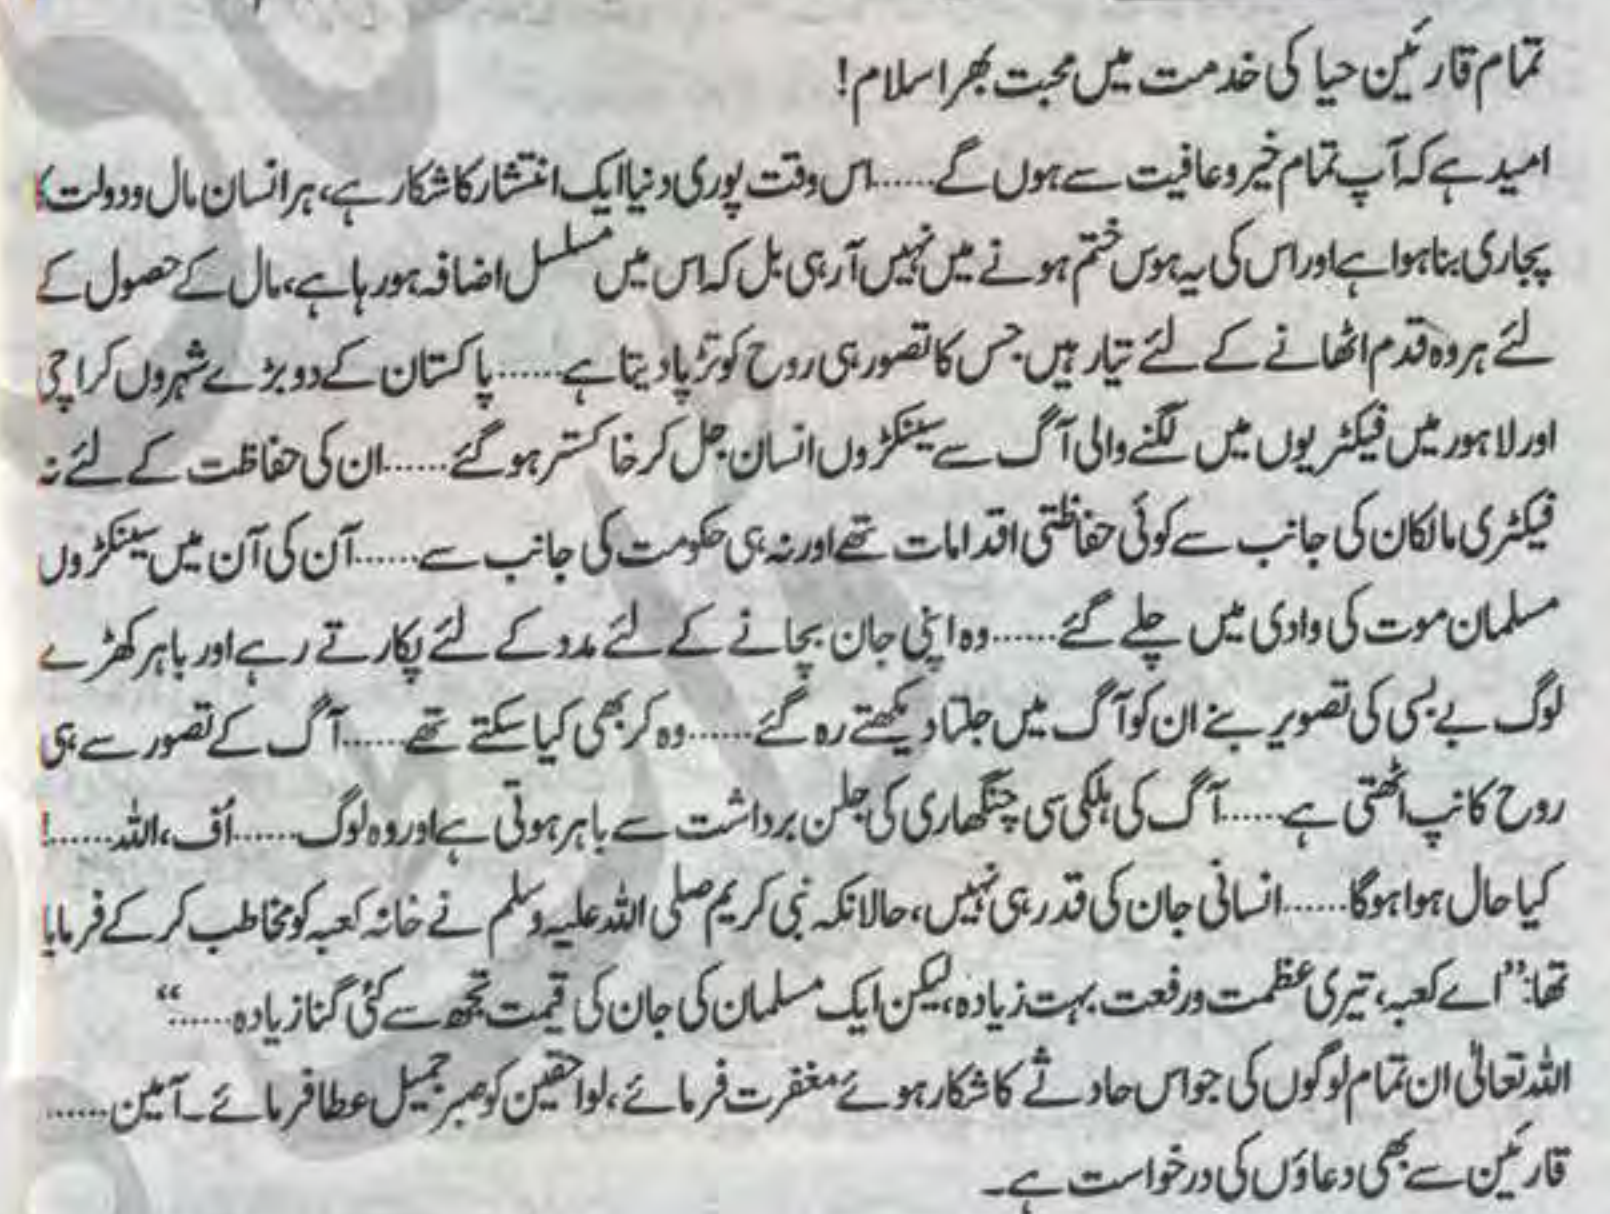 تمام قارئین حیا کی خدمت میں محبت بھرا سلام!
امید ہے کہ آپ تمام خیر و عافیت سے ہوں گے......اس وقت پوری دنیا ایک انتشار کا شکار ہے، ہر انسان مال و دولت کا
پجاری بنا ہوا ہے اور اس کی یہ ہوس ختم ہونے میں نہیں آ رہی بل کہ اس میں مسلسل اضافہ ہو رہا ہے، مال کے حصول کے
لئے ہر وہ قدم اٹھانے کے لئے تیار ہیں جس کا تصور ہی روح کو تڑپا دیتا ہے......پاکستان کے دو بڑے شہروں کراچی
اور لاہور میں فیکٹریوں میں لگنے والی آگ سے سینکڑوں انسان جل کر خاکستر ہو گئے......ان کی حفاظت کے لئے نہ
فیکٹری مالکان کی جانب سے کوئی حفاظتی اقدامات تھے اور نہ ہی حکومت کی جانب سے......آن کی آن میں سینکڑوں
مسلمان موت کی وادی میں چلے گئے......وہ اپنی جان بچانے کے لئے مدد کے لئے پکارتے رہے اور باہر کھڑے
لوگ بے بسی کی تصویر بنے ان کو آگ میں جلتا دیکھتے رہ گئے......وہ کر بھی کیا سکتے تھے......آگ کے تصور سے ہی
روح کانپ اٹھتی ہے......آگ کی ہلکی سی چنگھاری کی جلن برداشت سے باہر ہوتی ہے اور وہ لوگ......اُف، اللہ......!
کیا حال ہوا ہوگا......انسانی جان کی قدر ہی نہیں، حالانکہ نبی کریم صلی اللہ علیہ وسلم نے خانہ کعبہ کو مخاطب کر کے فرمایا
تھا: ”اے کعبہ، تیری عظمت و رفعت بہت زیادہ، لیکن ایک مسلمان کی جان کی قیمت تجھ سے کئی گنا زیادہ......“
اللہ تعالیٰ ان تمام لوگوں کی جو اس حادثے کا شکار ہوئے مغفرت فرمائے، لواحقین کو صبر جمیل عطا فرمائے۔ آمین......
قارئین سے بھی دعاؤں کی درخواست ہے۔